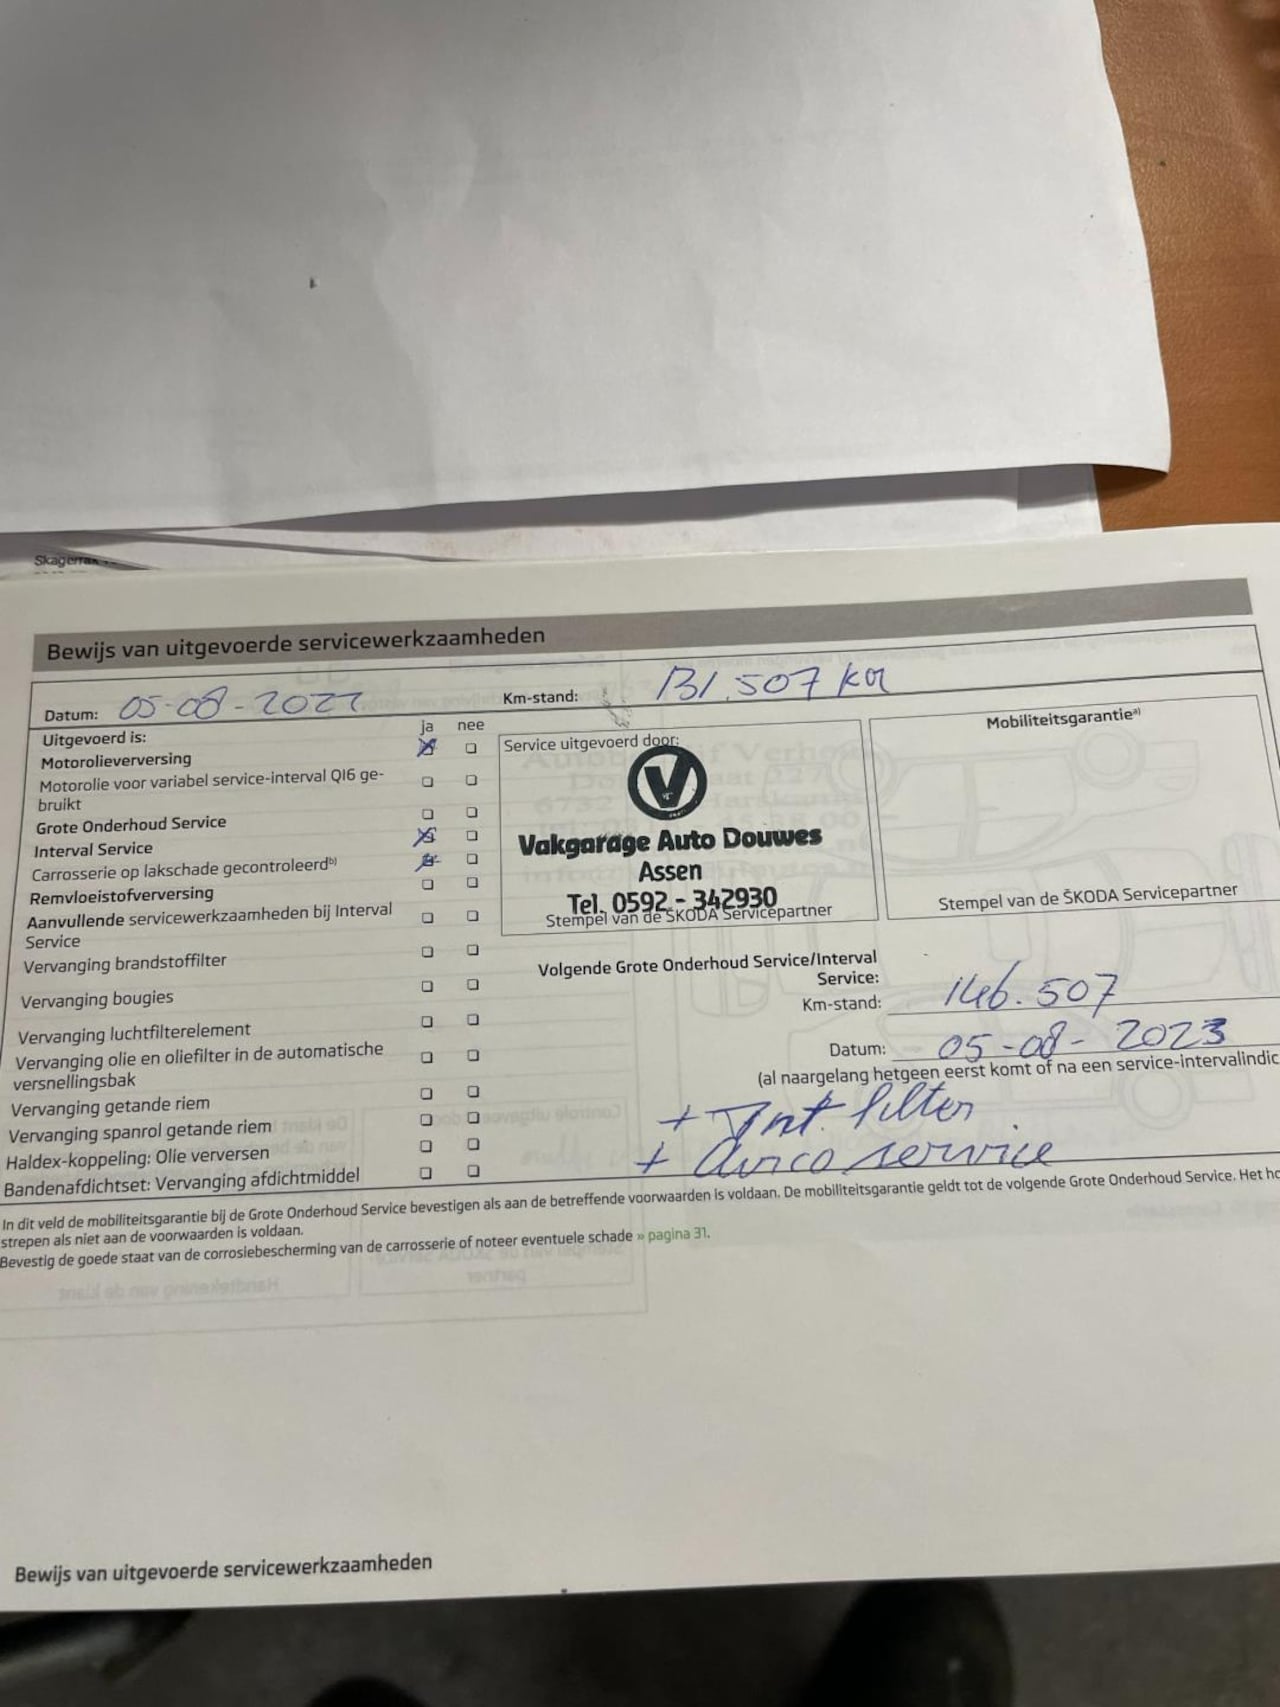 Bewijs van uitgevoerde servicewerkzaamheden
Datum: 05-08-2022 Km-stand: 131.507 km
Uitgevoerd is: ja nee
Motorolieverversing
Motorolie voor variabel service-interval QI6 ge-
bruikt
Grote Onderhoud Service
Interval Service
Carrosserie op lakschade gecontroleerd b)
Remvloeistofverversing
Aanvullende servicewerkzaamheden bij Interval
Service
Vervanging brandstoffilter
Vervanging bougies
Vervanging luchtfilterelement
Vervanging olie en oliefilter in de automatische
versnellingsbak
Vervanging getande riem
Vervanging spanrol getande riem
Haldex-koppeling: Olie verversen
Bandenafdichtset: Vervanging afdichtmiddel
Service uitgevoerd door:
V
Vakgarage Auto Douwes
Assen
Tel. 0592 - 342930
Stempel van de ŠKODA Servicepartner
Mobiliteitsgarantie a)
Stempel van de ŠKODA Servicepartner
Volgende Grote Onderhoud Service/Interval
Service:
Km-stand: 146.507
Datum: 05-08-2023
(al naargelang hetgeen eerst komt of na een service-intervalindic
+ Int. filter
+ Airco service
In dit veld de mobiliteitsgarantie bij de Grote Onderhoud Service bevestigen als aan de betreffende voorwaarden is voldaan. De mobiliteitsgarantie geldt tot de volgende Grote Onderhoud Service. Het
strepen als niet aan de voorwaarden is voldaan.
Bevestig de goede staat van de corrosiebescherming van de carrosserie of noteer eventuele schade » pagina 31.
Bewijs van uitgevoerde servicewerkzaamheden